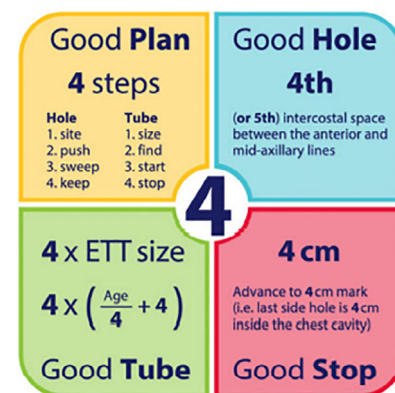 Good Plan
4 steps
Hole Tube
1. site 1. size
2. push 2. find
3. sweep 3. start
4. keep 4. stop
Good Hole
4th
(or 5th) intercostal space
between the anterior and
mid-axillary lines
4
4 x ETT size
4 x ( Age/4 + 4 )
Good Tube
4 cm
Advance to 4 cm mark
(i.e. last side hole is 4 cm
inside the chest cavity)
Good Stop